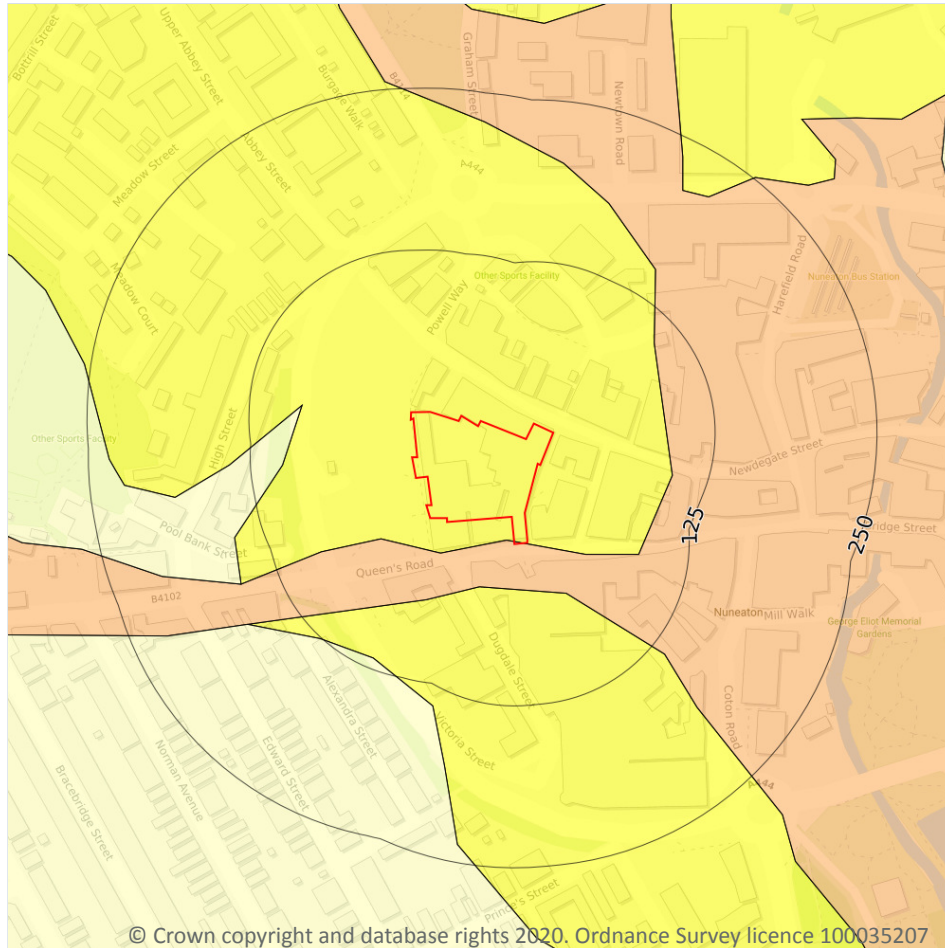 Bottrill Street
Upper Abbey Street
Burgage Walk
B4114
Graham Street
Newtown Road
Abbey Street
Meadow Street
A444
Meadow Court
Harefield Road
Nuneaton Bus Station
Other Sports Facility
Powell Way
High Street
Other Sports Facility
Newdegate Street
Pool Bank Street
125
250
Bridge Street
Queen's Road
B4102
Nuneaton
Mill Walk
George Eliot Memorial
Gardens
Dugdale Street
Alexandra Street
Victoria Street
Coton Road
Edward Street
Norman Avenue
Bracebridge Street
A444
Prince's Street
© Crown copyright and database rights 2020. Ordnance Survey licence 100035207